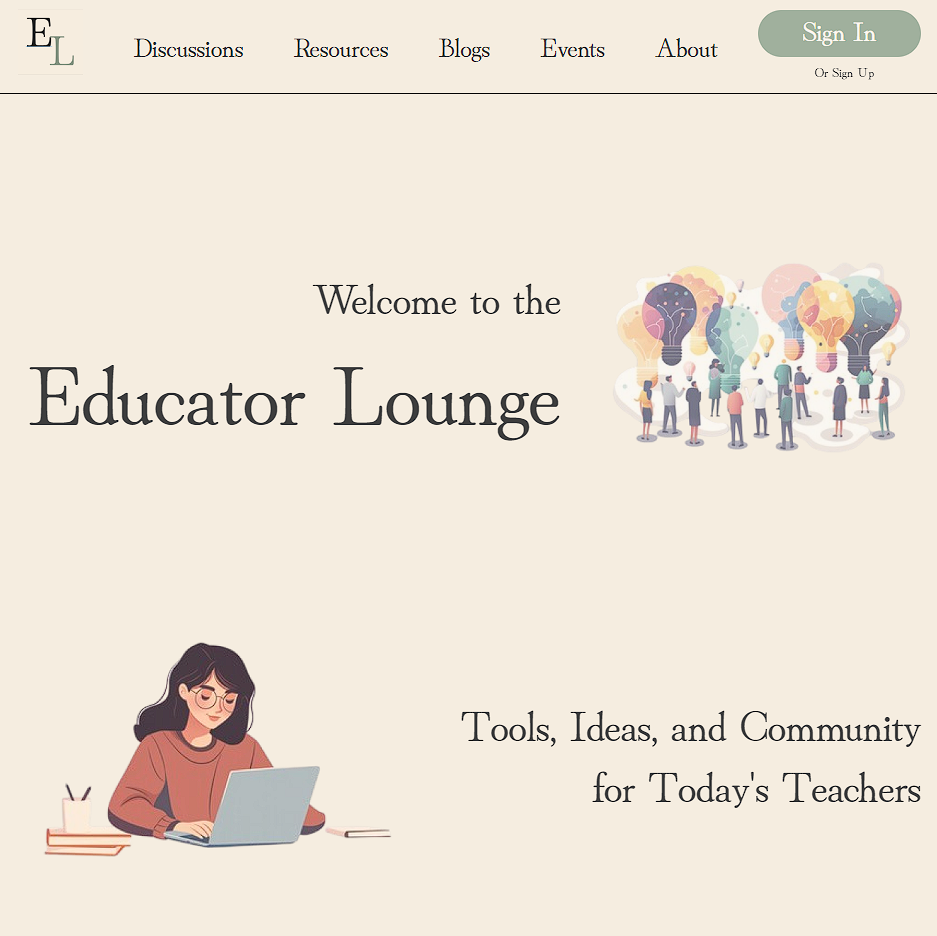 EL
Discussions Resources Blogs Events About
Sign In
Or Sign Up
Welcome to the
Educator Lounge
Tools, Ideas, and Community
for Today's Teachers